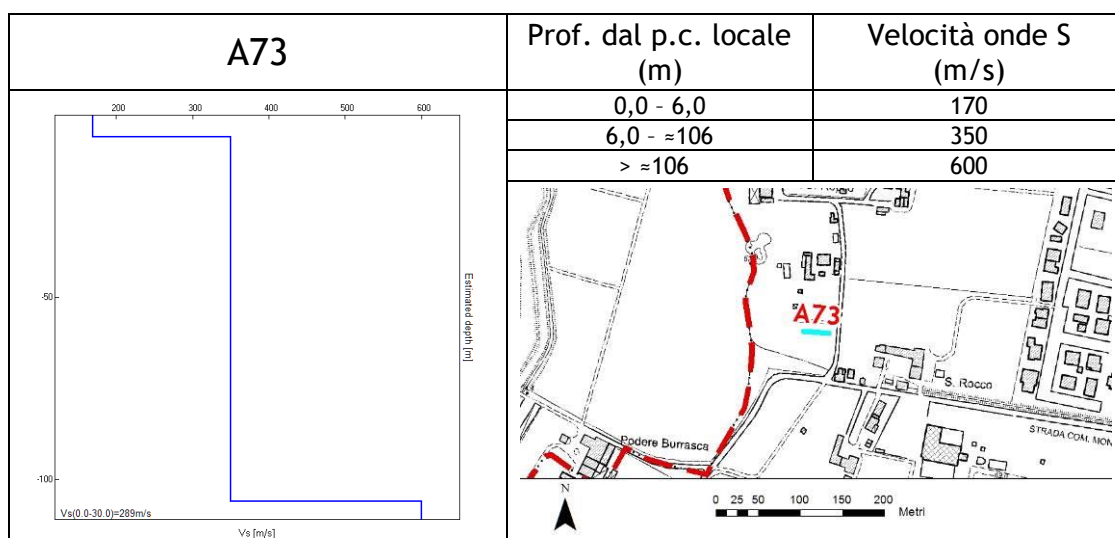 A73
Prof. dal p.c. locale
(m)
Velocità onde S
(m/s)
0,0 - 6,0 170
6,0 - ≈106 350
> ≈106 600
200 300 400 500 600
-50
-100
Estimated depth [m]
Vs(0.0-30.0)=289m/s
Vs [m/s]
A73
S. Rocco
STRADA COM. MON
Podere Burrasca
N
0 25 50 100 150 200
Metri